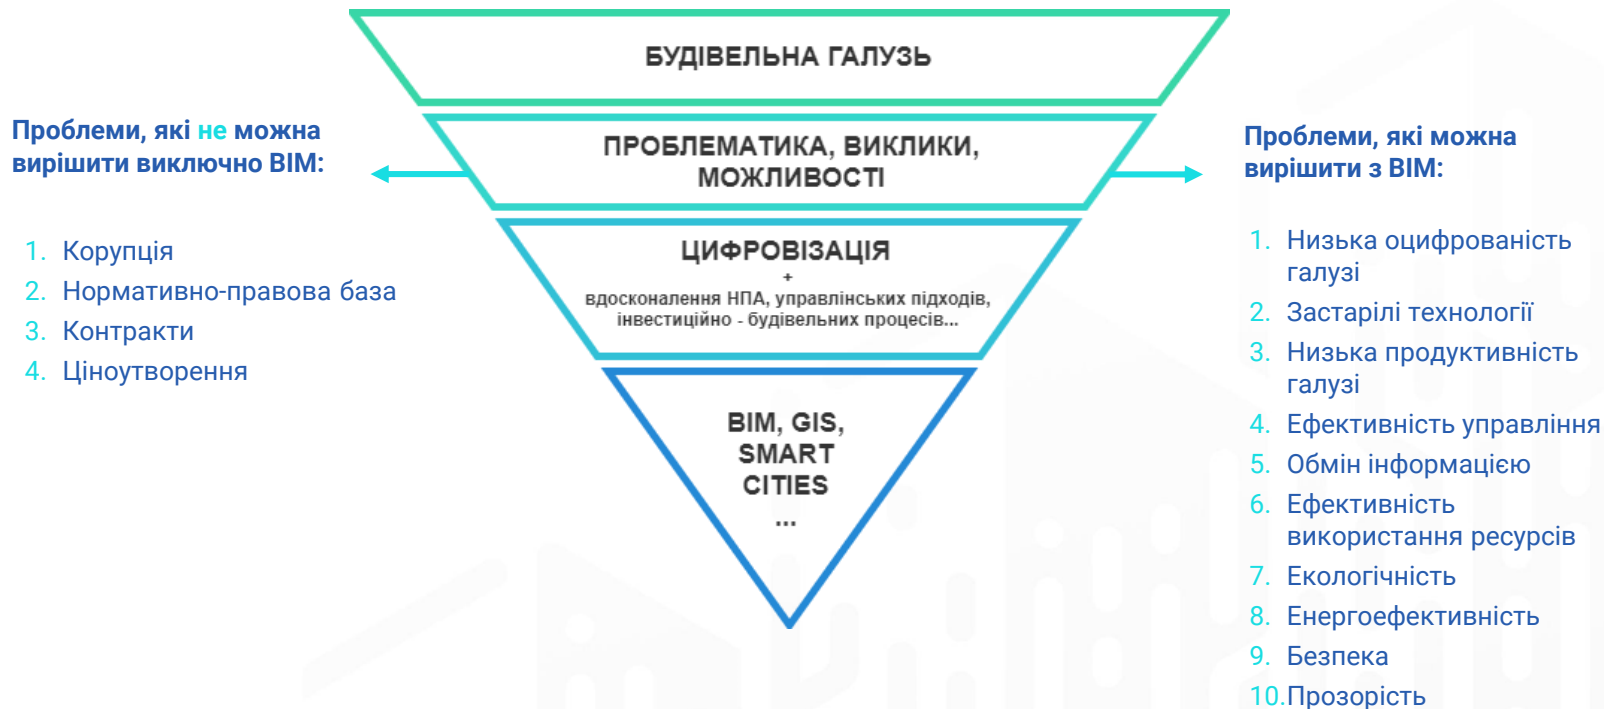 БУДІВЕЛЬНА ГАЛУЗЬ
Проблеми, які не можна
вирішити виключно BIM:
1. Корупція
2. Нормативно-правова база
3. Контракти
4. Ціноутворення
ПРОБЛЕМАТИКА, ВИКЛИКИ,
МОЖЛИВОСТІ
ЦИФРОВІЗАЦІЯ
+
вдосконалення НПА, управлінських підходів,
інвестиційно - будівельних процесів...
BIM, GIS,
SMART
CITIES
...
Проблеми, які можна
вирішити з BIM:
1. Низька оцифрованість
галузі
2. Застарілі технології
3. Низька продуктивність
галузі
4. Ефективність управління
5. Обмін інформацією
6. Ефективність
використання ресурсів
7. Екологічність
8. Енергоефективність
9. Безпека
10.Прозорість